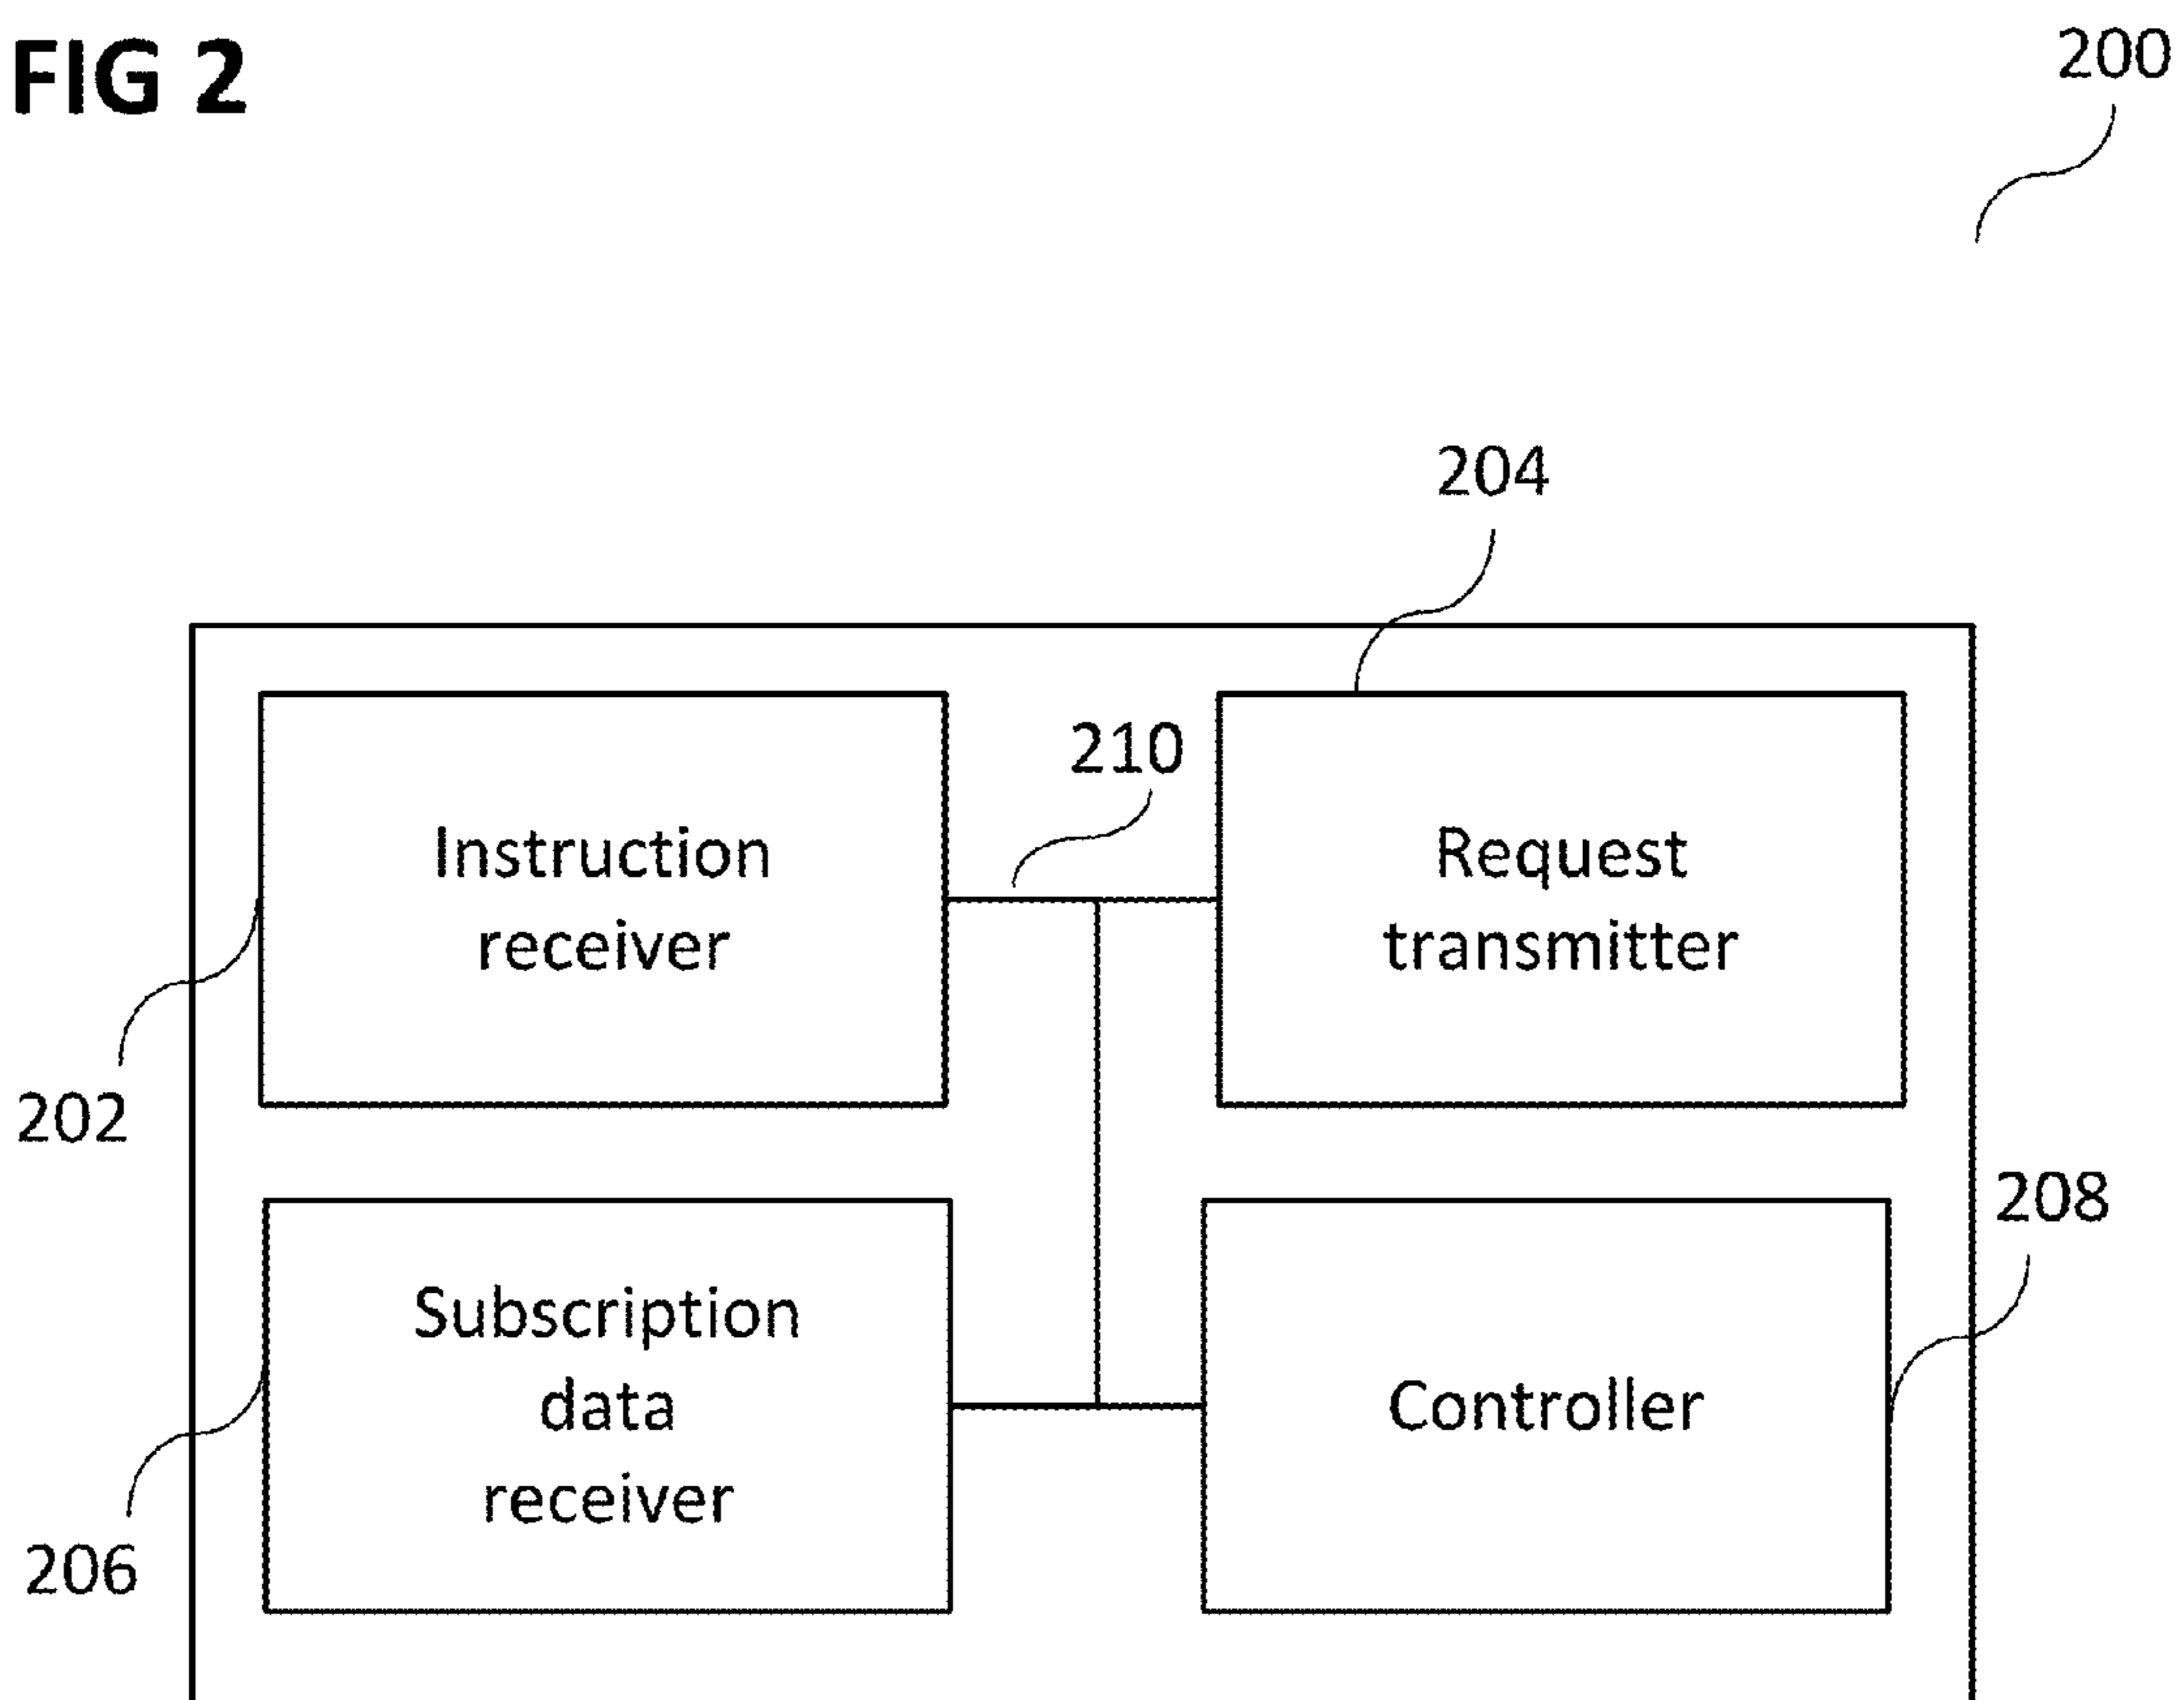 FIG 2
200
204
210
Instruction
receiver
Request
transmitter
202
208
Subscription
data
receiver
Controller
206